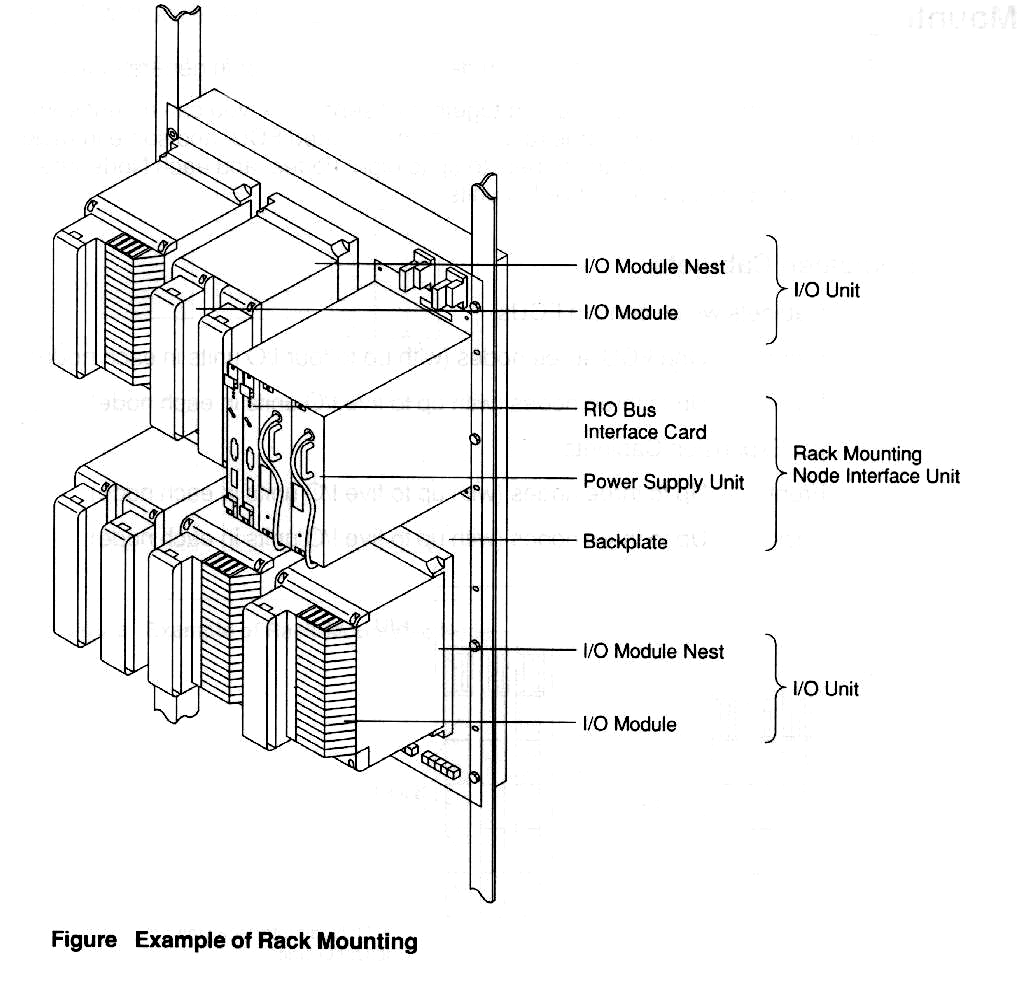 I/O Module Nest
I/O Module
I/O Unit
RIO Bus
Interface Card
Power Supply Unit
Backplate
Rack Mounting
Node Interface Unit
I/O Module Nest
I/O Module
I/O Unit
Figure Example of Rack Mounting